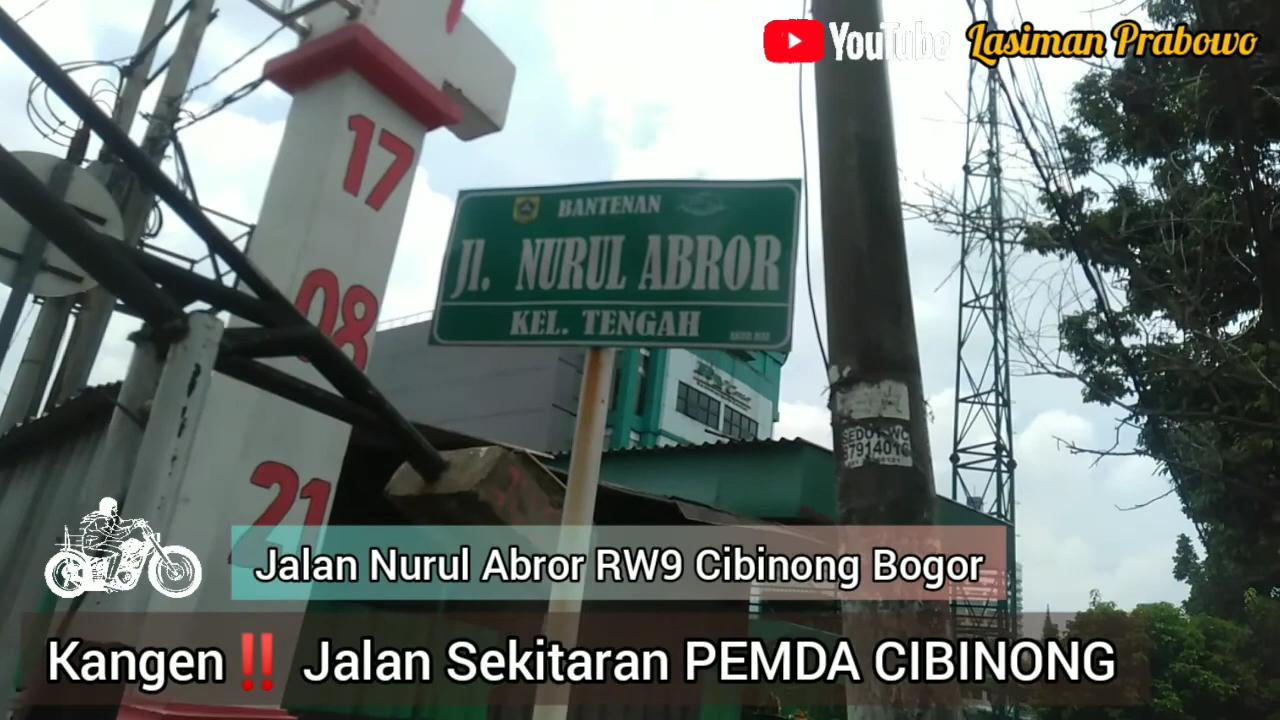 YouTube Lasiman Prabowo
17
08
21
BANTENAN
Jl. NURUL ABROR
KEL. TENGAH
SEDOT WC
Jalan Nurul Abror RW9 Cibinong Bogor
Kangen‼️ Jalan Sekitaran PEMDA CIBINONG